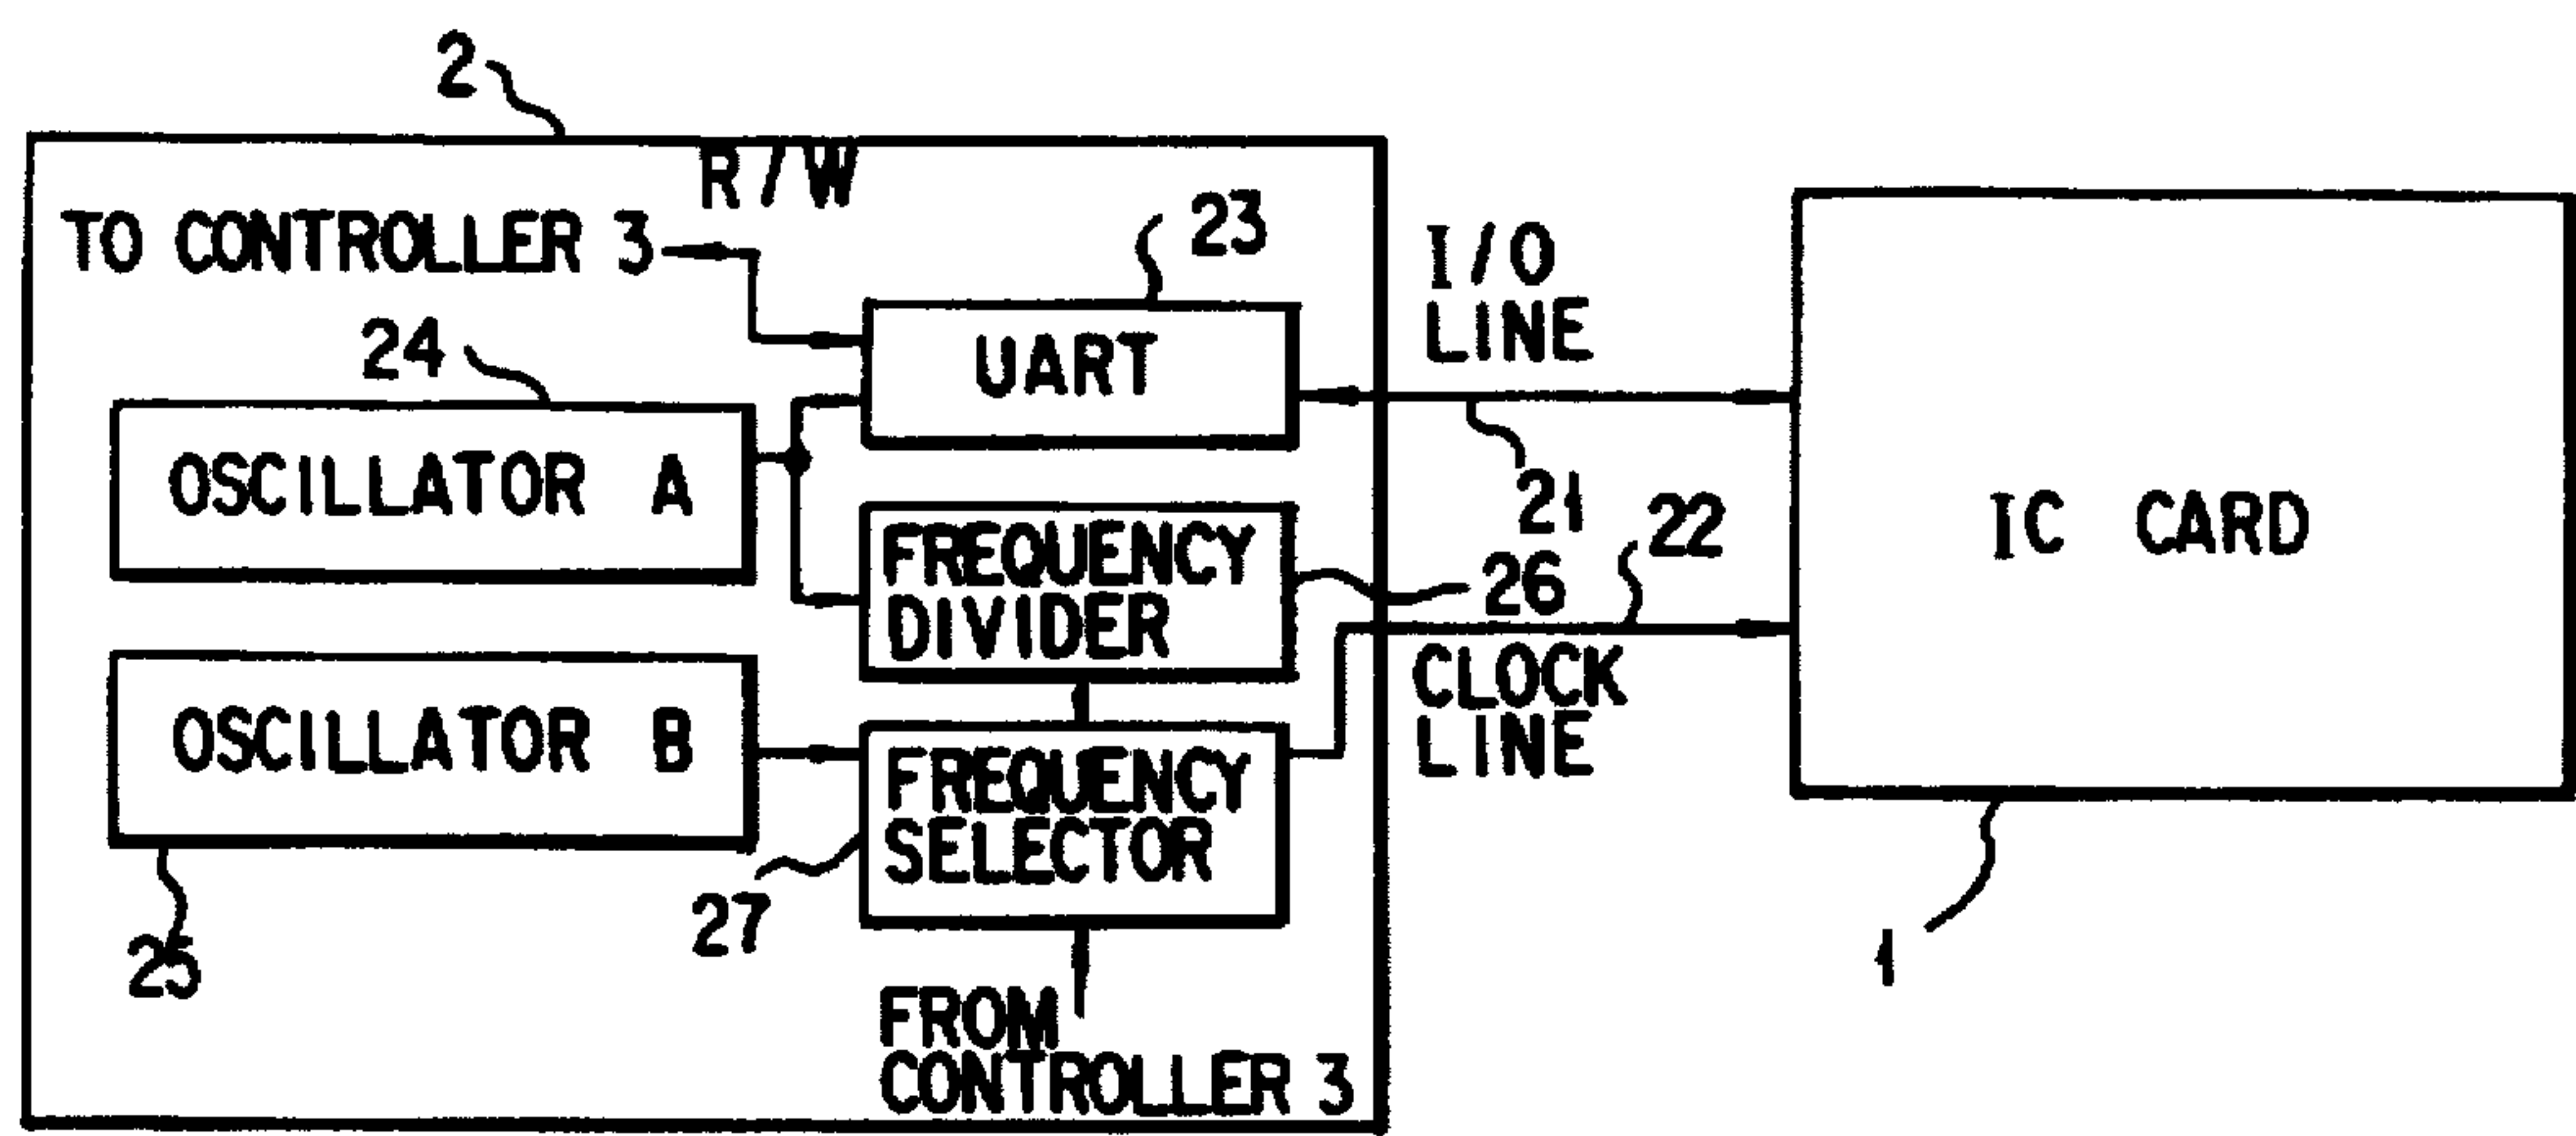 2
R/W
TO CONTROLLER 3
23
I/O
LINE
24
UART
OSCILLATOR A
21
22
IC CARD
FREQUENCY
DIVIDER
26
CLOCK
LINE
OSCILLATOR B
FREQUENCY
SELECTOR
27
25
1
FROM
CONTROLLER 3